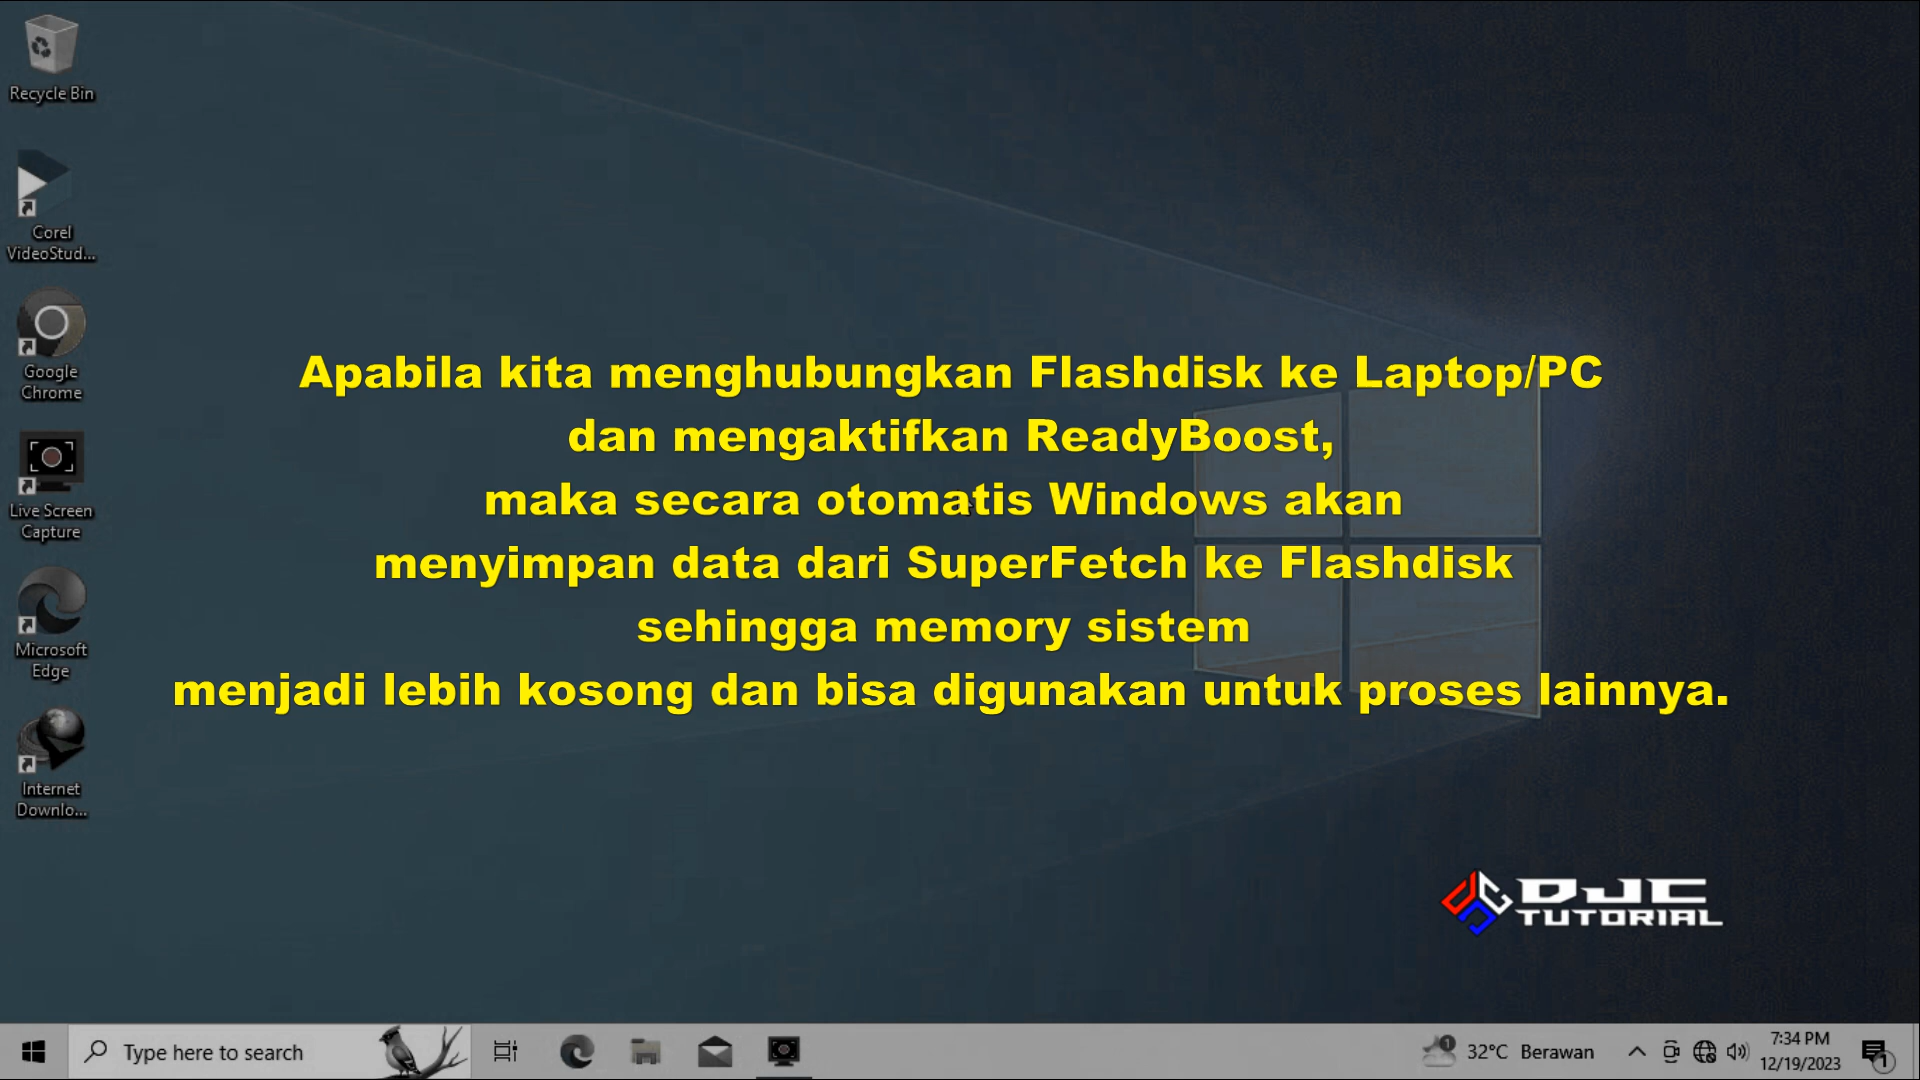 Recycle Bin
Corel
VideoStud...
Google
Chrome
Live Screen
Capture
Microsoft
Edge
Internet
Downlo...
Apabila kita menghubungkan Flashdisk ke Laptop/PC
dan mengaktifkan ReadyBoost,
maka secara otomatis Windows akan
menyimpan data dari SuperFetch ke Flashdisk
sehingga memory sistem
menjadi lebih kosong dan bisa digunakan untuk proses lainnya.
DJC
TUTORIAL
Type here to search
1
32°C Berawan
7:34 PM
12/19/2023
1